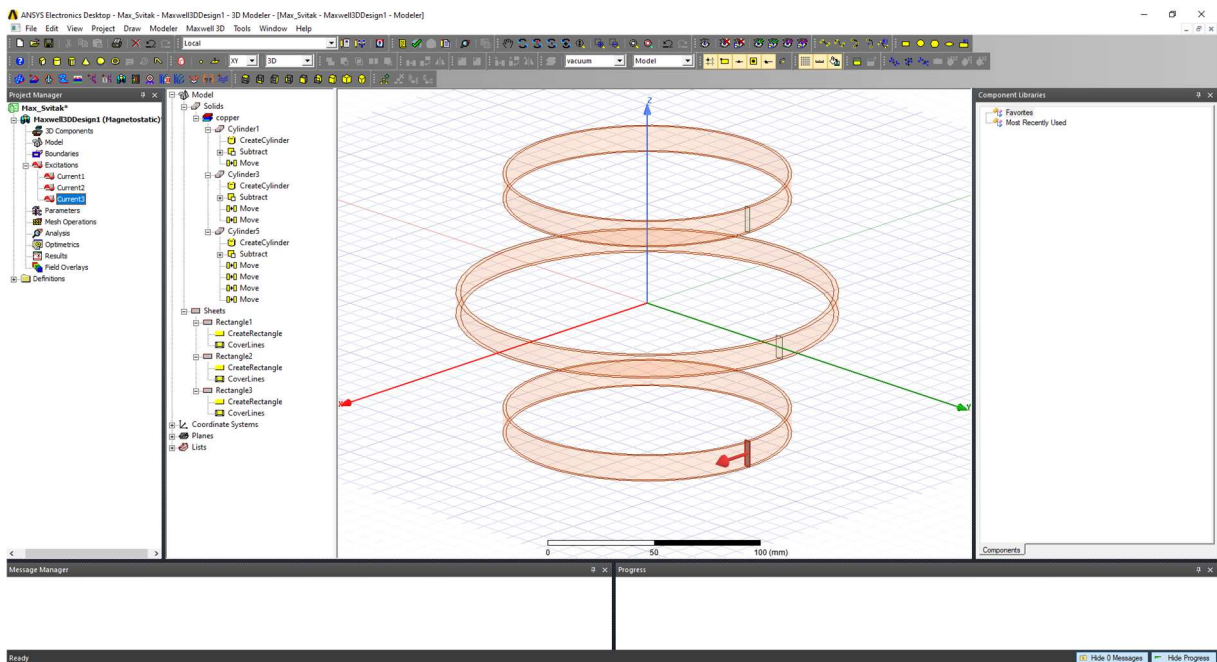 ANSYS Electronics Desktop - Max_Svitak - Maxwell3DDesign1 - 3D Modeler - [Max_Svitak - Maxwell3DDesign1 - Modeler]
File Edit View Project Draw Modeler Maxwell 3D Tools Window Help
Local
XY 3D vacuum Model
Project Manager
Max_Svitak*
Maxwell3DDesign1 (Magnetostatic)*
3D Components
Model
Boundaries
Excitations
Current1
Current2
Current3
Parameters
Mesh Operations
Analysis
Optimetrics
Results
Field Overlays
Definitions
Model
Solids
copper
Cylinder1
CreateCylinder
Subtract
Move
Cylinder3
CreateCylinder
Subtract
Move
Move
Cylinder5
CreateCylinder
Subtract
Move
Move
Move
Move
Sheets
Rectangle1
CreateRectangle
CoverLines
Rectangle2
CreateRectangle
CoverLines
Rectangle3
CreateRectangle
CoverLines
Coordinate Systems
Planes
Lists
Z
X
Y
0 50 100 (mm)
Component Libraries
Favorites
Most Recently Used
Components
Message Manager
Progress
Ready
Hide 0 Messages Hide Progress